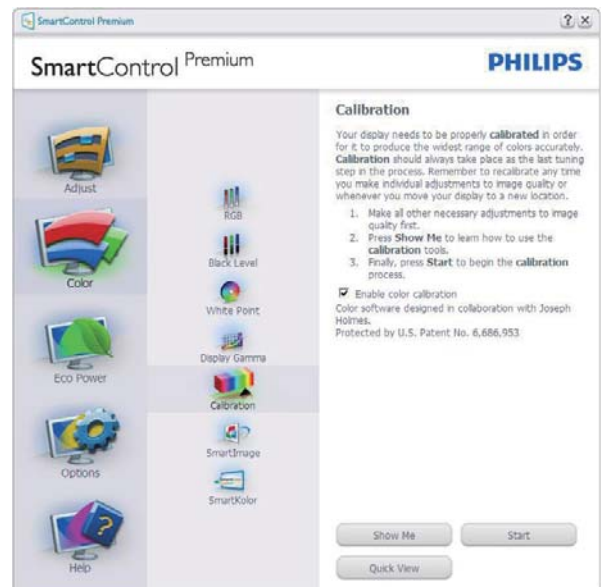 SmartControl Premium
? ×
SmartControl Premium
PHILIPS
Adjust
Color
Eco Power
Options
Help
RGB
Black Level
White Point
Display Gamma
Calibration
SmartImage
SmartKolor
Calibration
Your display needs to be properly calibrated in order
for it to produce the widest range of colors accurately.
Calibration should always take place as the last tuning
step in the process. Remember to recalibrate any time
you make individual adjustments to image quality or
whenever you move your display to a new location.
1. Make all other necessary adjustments to image
quality first.
2. Press Show Me to learn how to use the
calibration tools.
3. Finally, press Start to begin the calibration
process.
Enable color calibration
Color software designed in collaboration with Joseph
Holmes.
Protected by U.S. Patent No. 6,686,953
Show Me
Start
Quick View